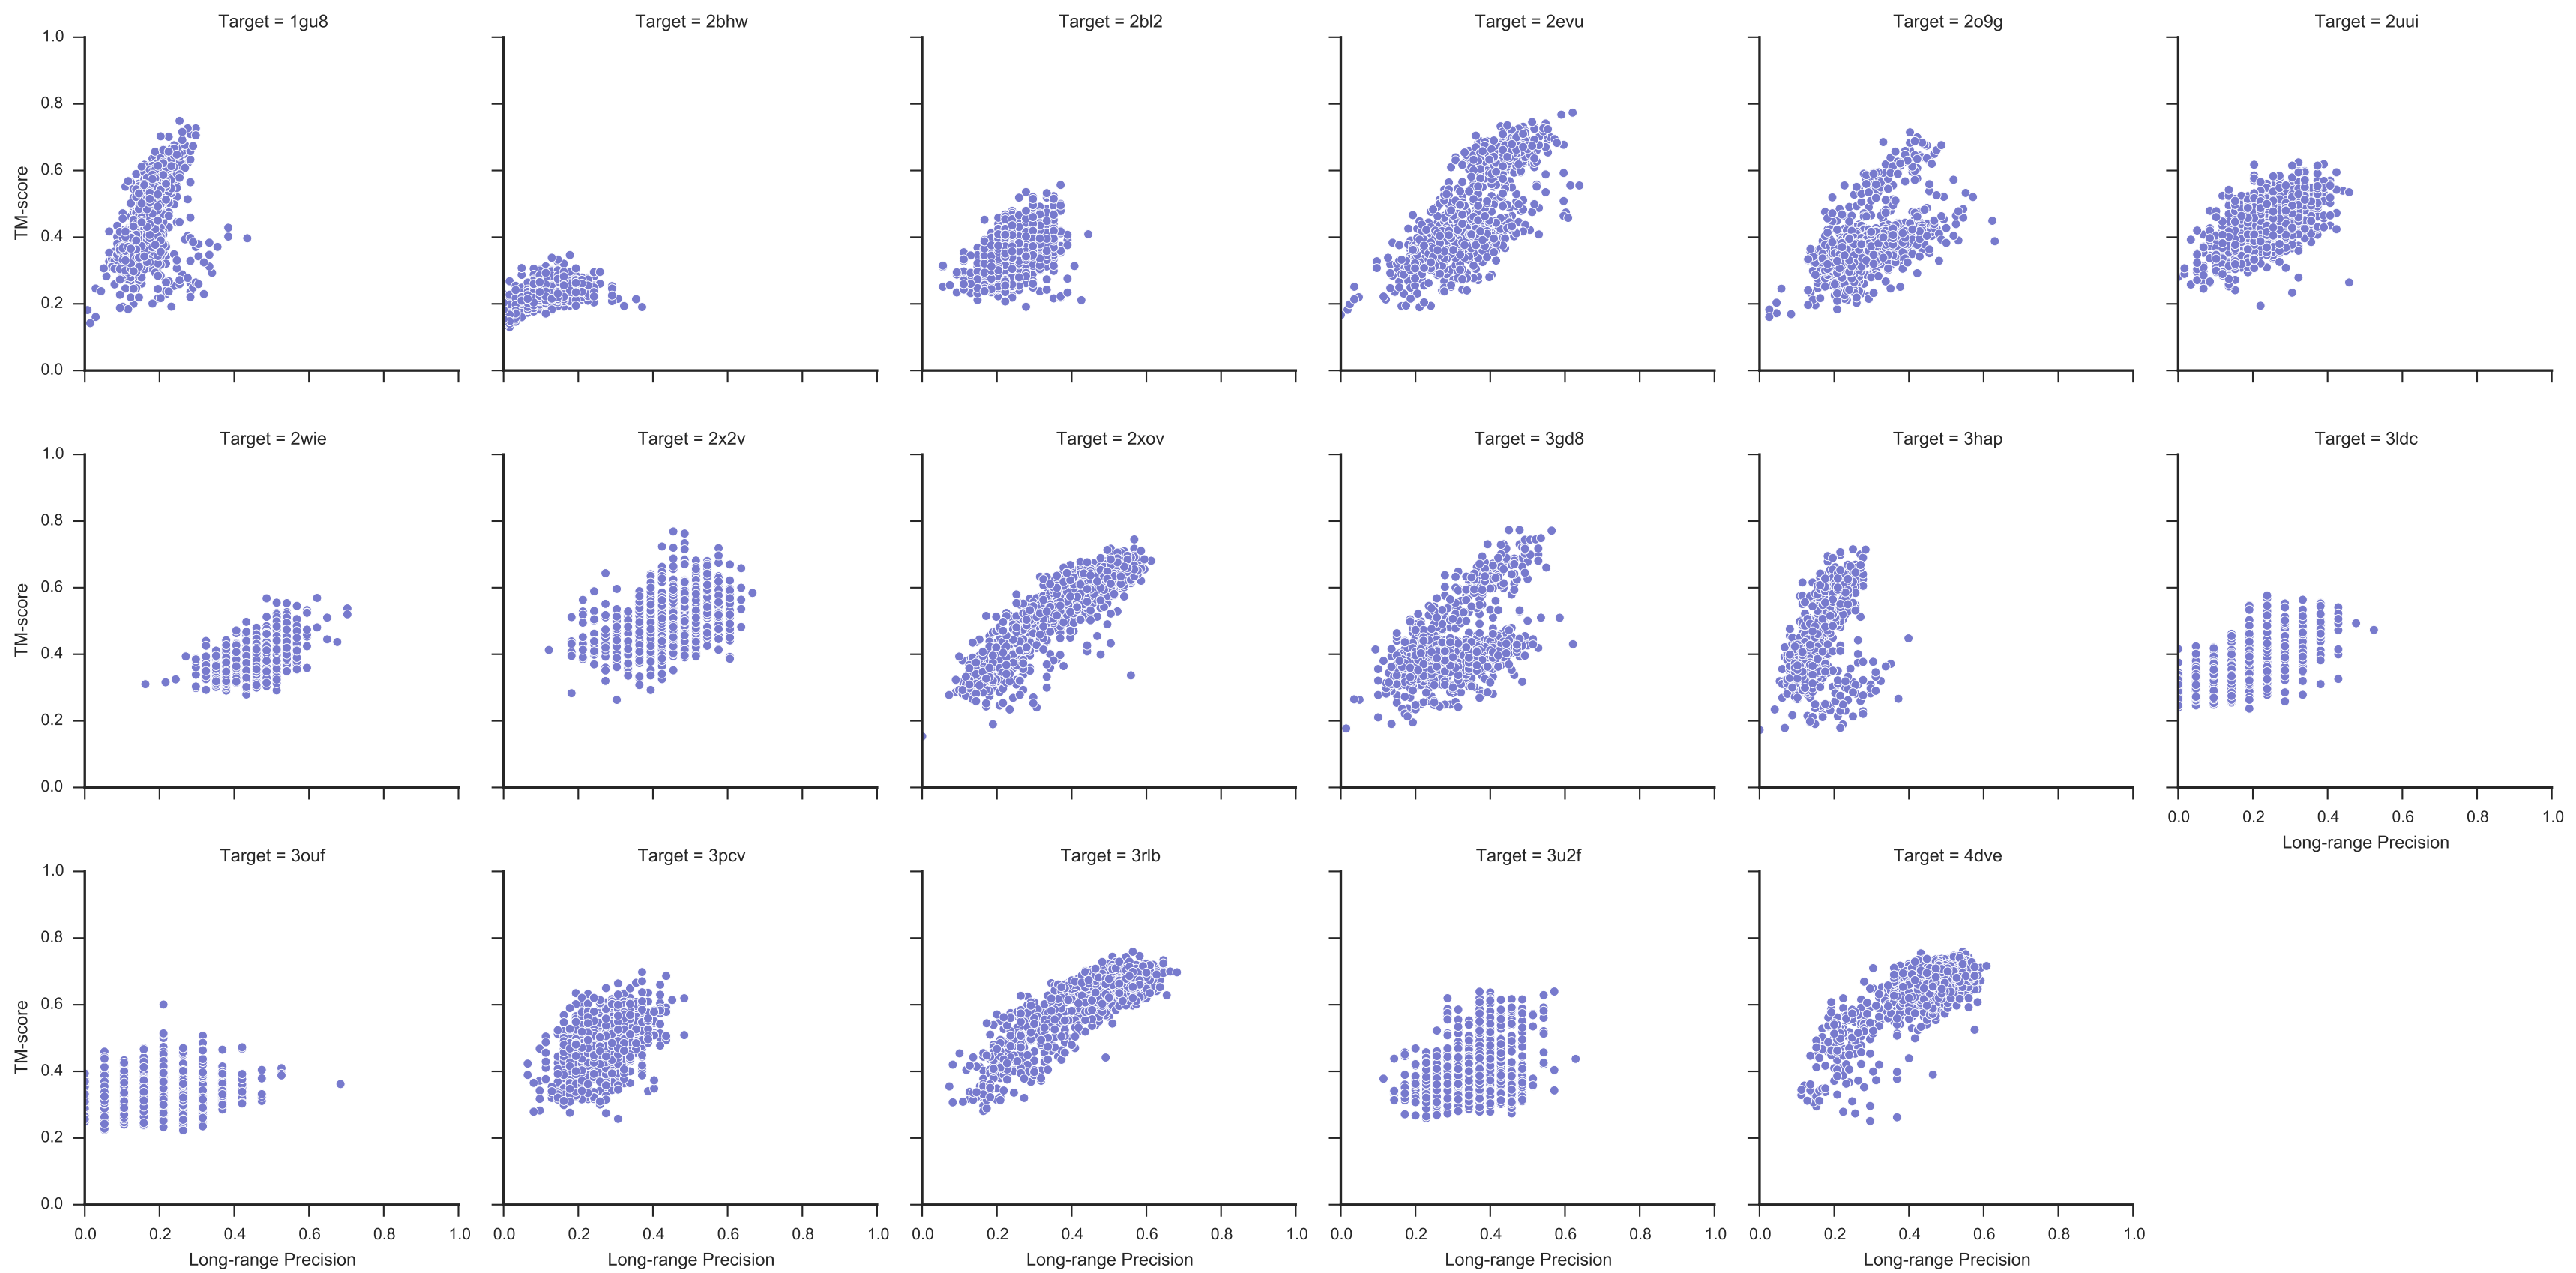 Target = 1gu8
Target = 2bhw
Target = 2bl2
Target = 2evu
Target = 2o9g
Target = 2uui
1.0
0.8
0.6
0.4
0.2
0.0
TM-score
Target = 2wie
Target = 2x2v
Target = 2xov
Target = 3gd8
Target = 3hap
Target = 3ldc
1.0
0.8
0.6
0.4
0.2
0.0
TM-score
0.0 0.2 0.4 0.6 0.8 1.0
Long-range Precision
Target = 3ouf
Target = 3pcv
Target = 3rlb
Target = 3u2f
Target = 4dve
1.0
0.8
0.6
0.4
0.2
0.0
TM-score
0.0 0.2 0.4 0.6 0.8 1.0
0.0 0.2 0.4 0.6 0.8 1.0
0.0 0.2 0.4 0.6 0.8 1.0
0.0 0.2 0.4 0.6 0.8 1.0
0.0 0.2 0.4 0.6 0.8 1.0
Long-range Precision
Long-range Precision
Long-range Precision
Long-range Precision
Long-range Precision